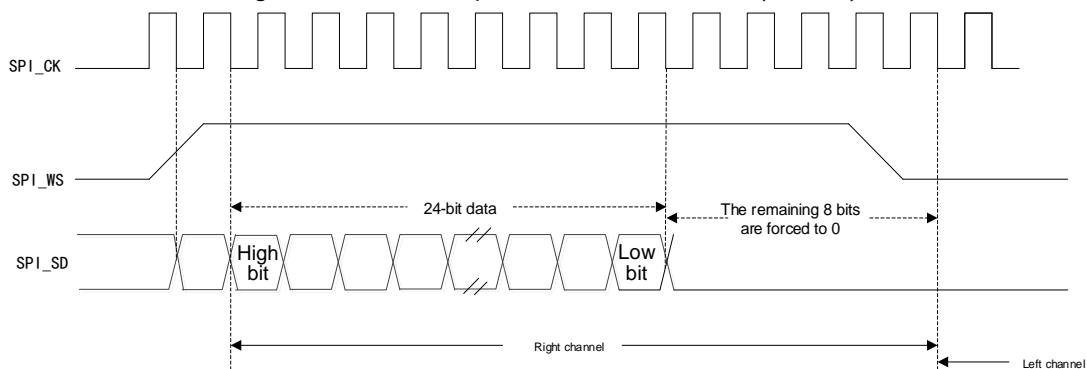 SPI_CK
SPI_WS
24-bit data
The remaining 8 bits
are forced to 0
SPI_SD
High
bit
Low
bit
Right channel
Left channel